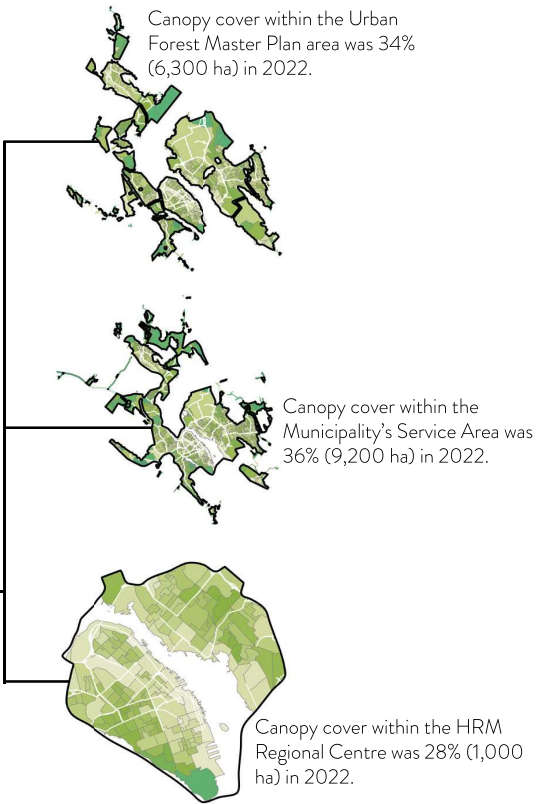 Canopy cover within the Urban
Forest Master Plan area was 34%
(6,300 ha) in 2022.
Canopy cover within the
Municipality’s Service Area was
36% (9,200 ha) in 2022.
Canopy cover within the HRM
Regional Centre was 28% (1,000
ha) in 2022.